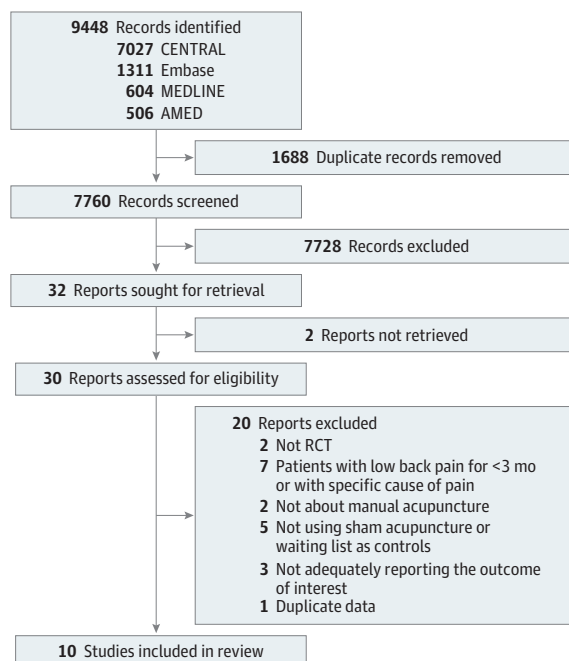 9448 Records identified
7027 CENTRAL
1311 Embase
604 MEDLINE
506 AMED
1688 Duplicate records removed
7760 Records screened
7728 Records excluded
32 Reports sought for retrieval
2 Reports not retrieved
30 Reports assessed for eligibility
20 Reports excluded
2 Not RCT
7 Patients with low back pain for <3 mo
or with specific cause of pain
2 Not about manual acupuncture
5 Not using sham acupuncture or
waiting list as controls
3 Not adequately reporting the outcome
of interest
1 Duplicate data
10 Studies included in review